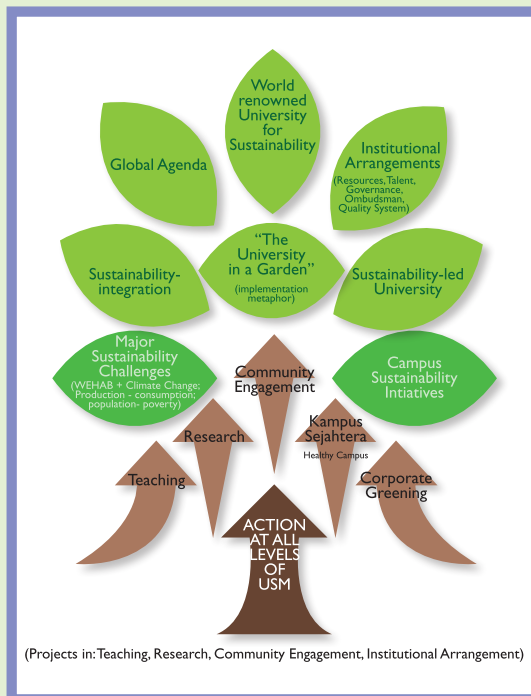 World
renowned
University
for
Sustainability
Global Agenda
Institutional
Arrangements
(Resources, Talent,
Governance,
Ombudsman,
Quality System)
"The
University
in a Garden"
(implementation
metaphor)
Sustainability-
integration
Sustainability-led
University
Major
Sustainability
Challenges
(WEHAB + Climate Change;
Production - consumption;
population- poverty)
Community
Engagement
Campus
Sustainability
Intiatives
Research
Kampus
Sejahtera
Healthy Campus
Teaching
Corporate
Greening
ACTION
AT ALL
LEVELS
OF
USM
(Projects in: Teaching, Research, Community Engagement, Institutional Arrangement)